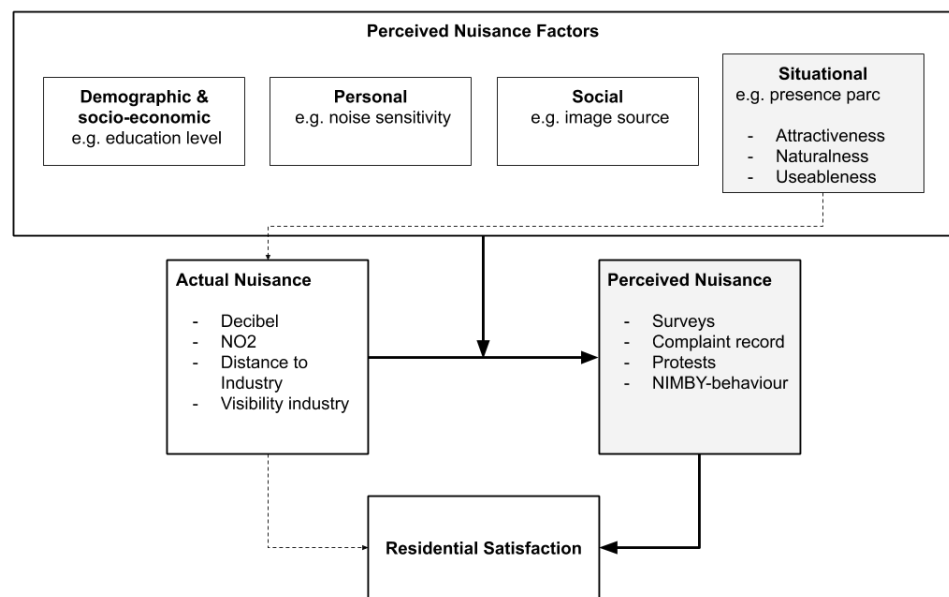 Perceived Nuisance Factors
Demographic &
socio-economic
e.g. education level
Personal
e.g. noise sensitivity
Social
e.g. image source
Situational
e.g. presence parc
- Attractiveness
- Naturalness
- Useableness
Actual Nuisance
- Decibel
- NO2
- Distance to
Industry
- Visibility industry
Perceived Nuisance
- Surveys
- Complaint record
- Protests
- NIMBY-behaviour
Residential Satisfaction